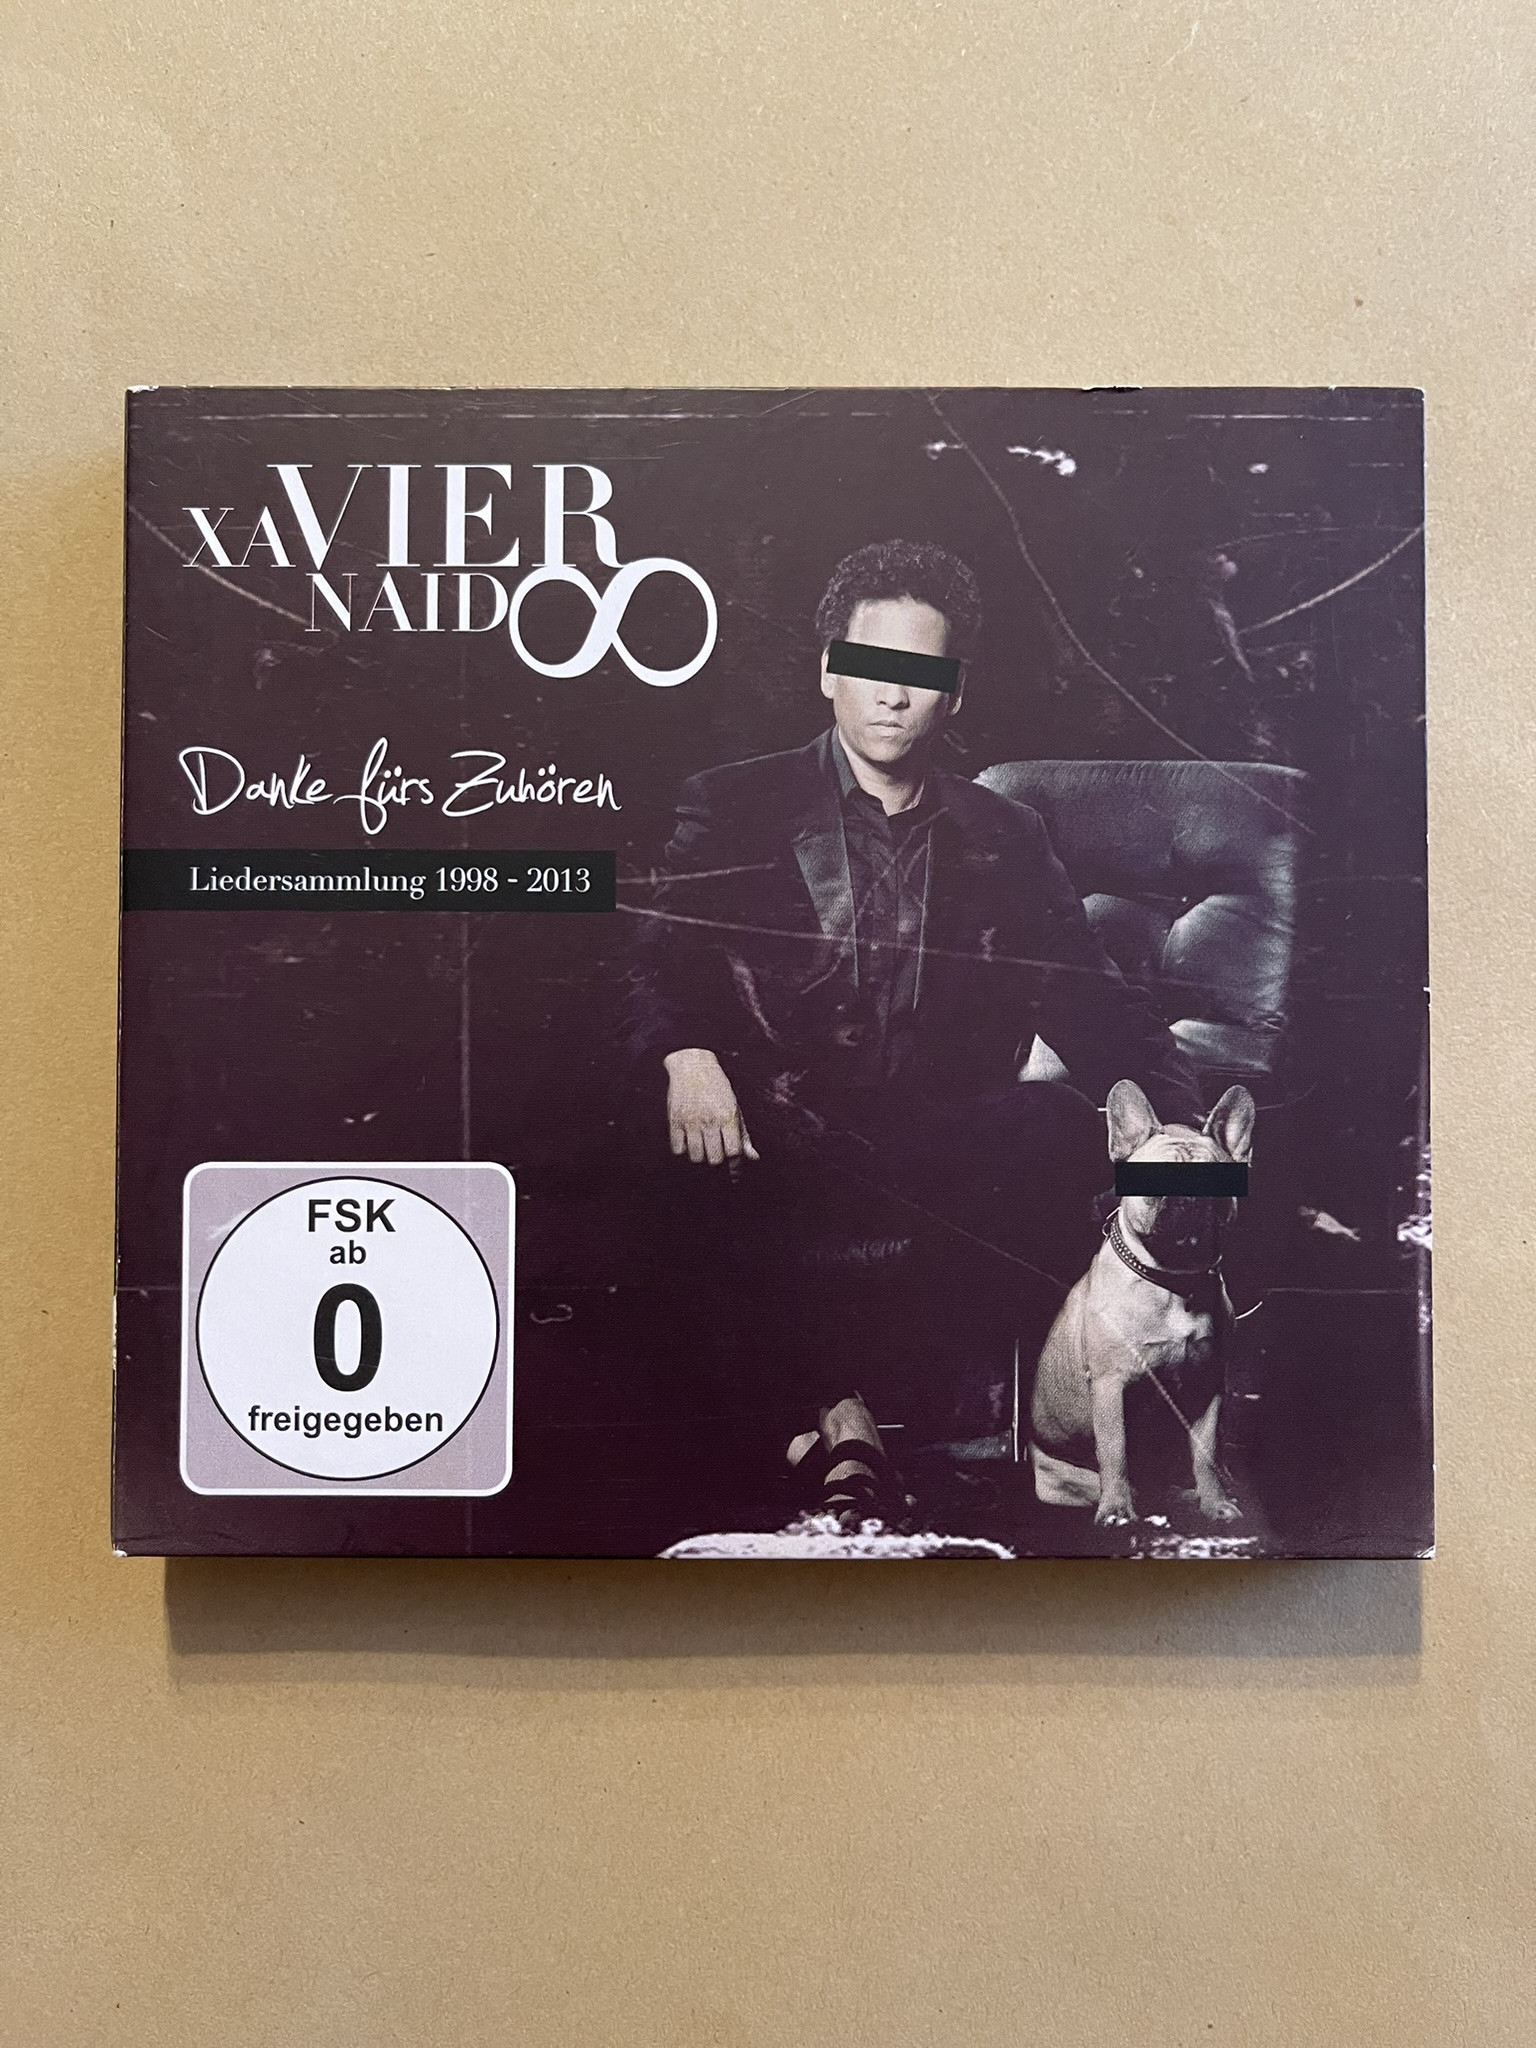 XAVIER
NAIDOO
Danke fürs Zuhören
Liedersammlung 1998 - 2013
FSK
ab
0
freigegeben